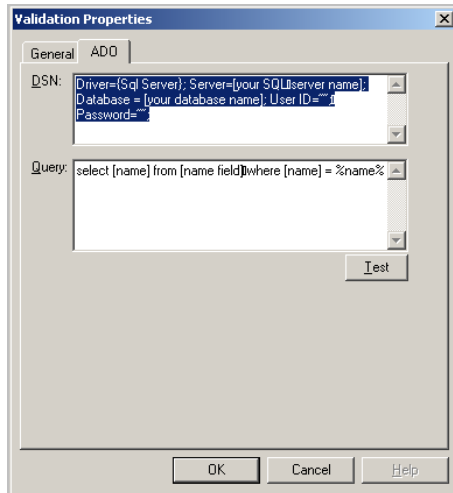 Validation Properties
General ADO
DSN:
Driver={Sql Server}; Server=[your SQL▯server name];
Database = [your database name]; User ID="";▯
Password="";
Query:
select [name] from [name field]▯where [name] = %name%
Test
OK Cancel Help